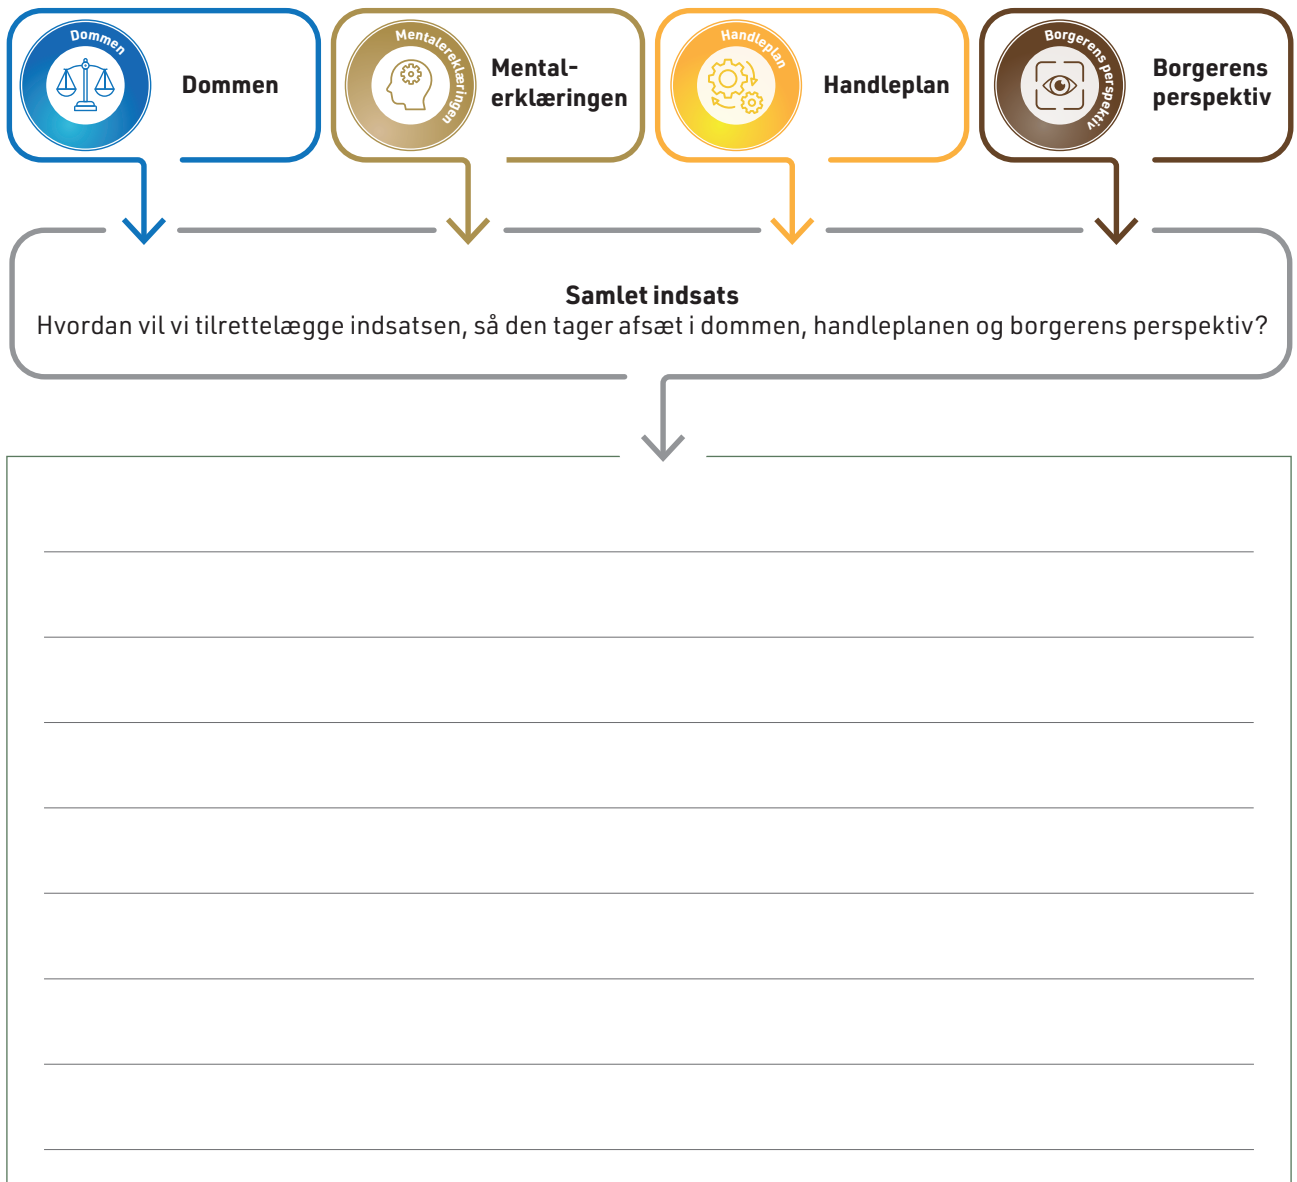 Dommen
Dommen
Mentalereklæringen
Mental-
erklæringen
Handleplan
Handleplan
Borgerens perspektiv
Borgerens
perspektiv
Samlet indsats
Hvordan vil vi tilrettelægge indsatsen, så den tager afsæt i dommen, handleplanen og borgerens perspektiv?